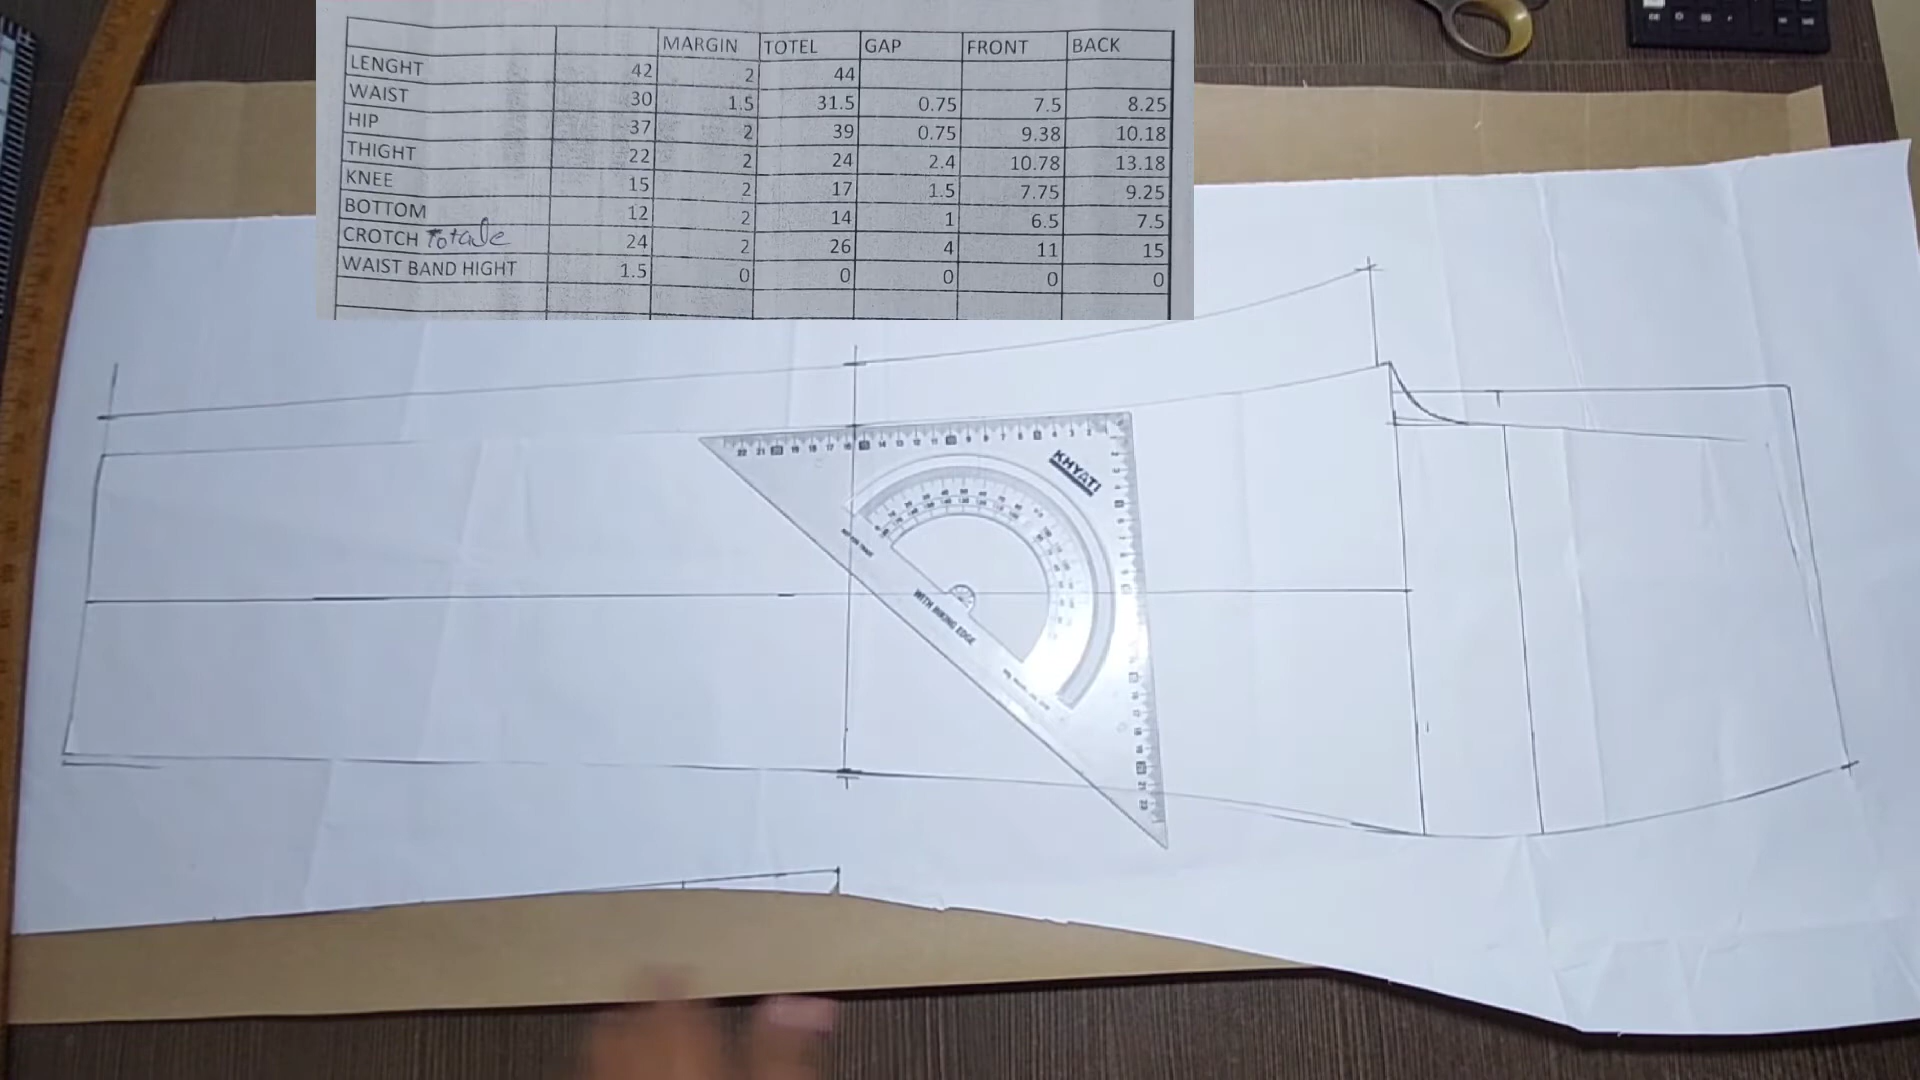 MARGIN TOTEL GAP FRONT BACK
LENGHT 42 2 44
WAIST 30 1.5 31.5 0.75 7.5 8.25
HIP 37 2 39 0.75 9.38 10.18
THIGHT 22 2 24 2.4 10.78 13.18
KNEE 15 2 17 1.5 7.75 9.25
BOTTOM 12 2 14 1 6.5 7.5
CROTCH 24 2 26 4 11 15
WAIST BAND HIGHT 1.5 0 0 0 0 0
KHYATI
WITH INKING EDGE